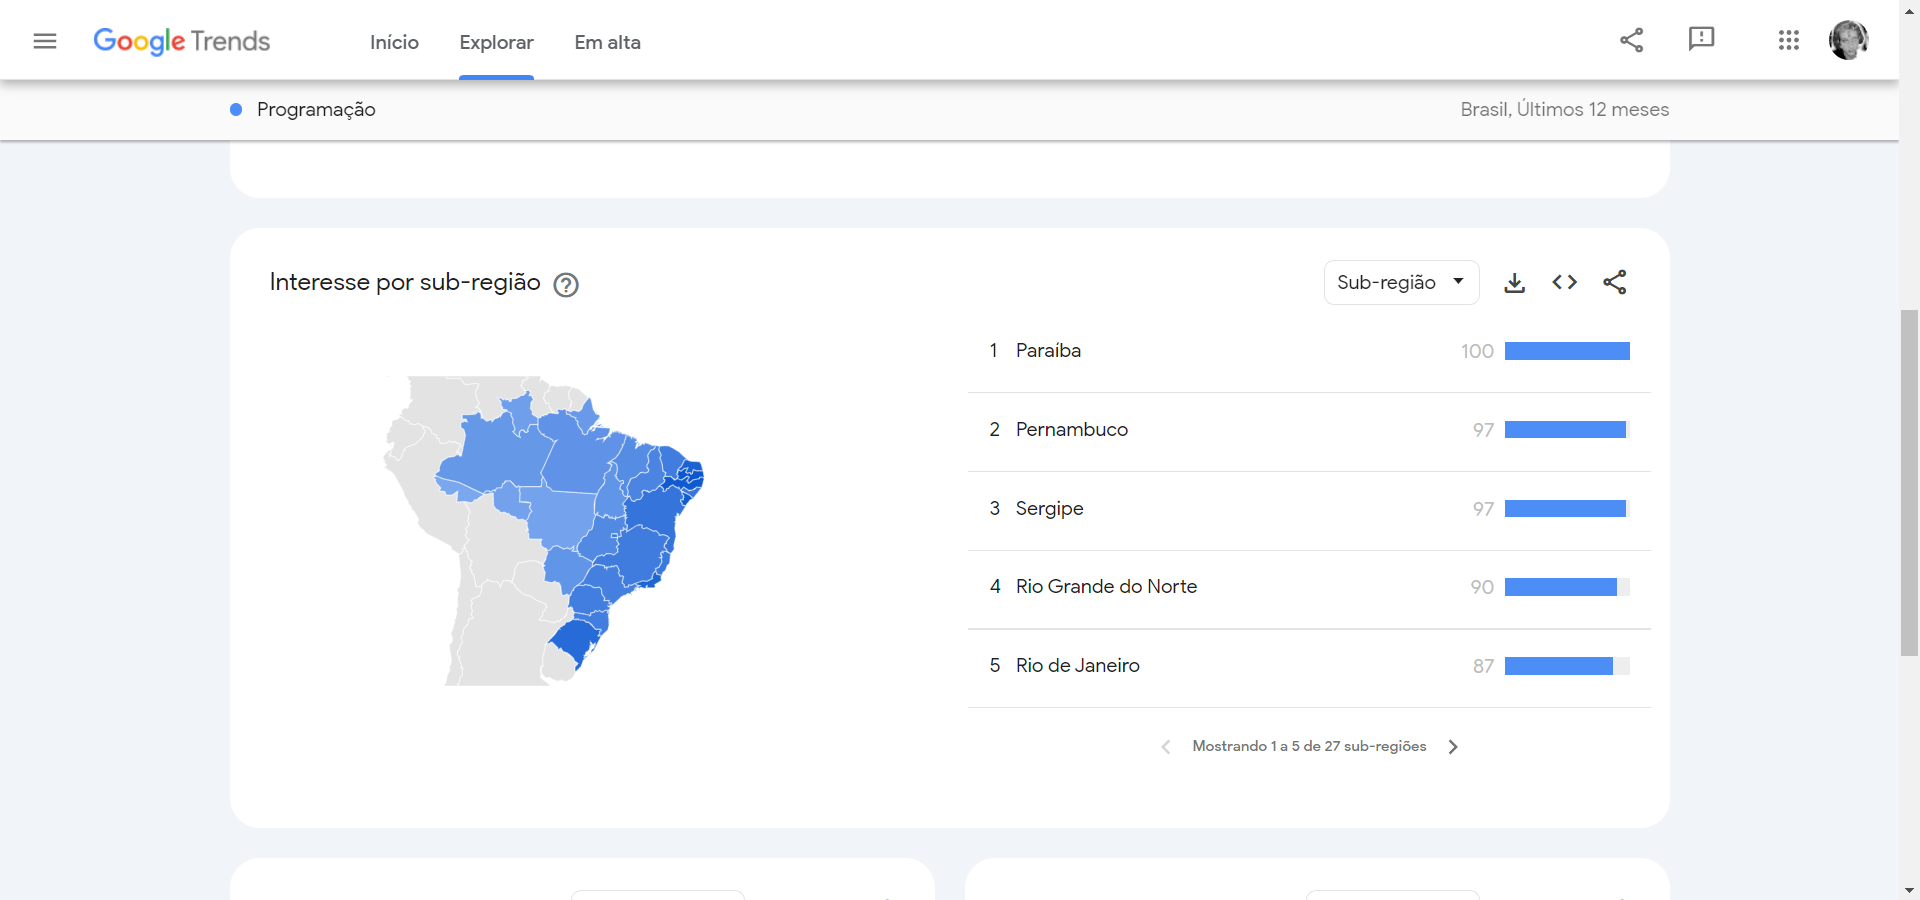 Google Trends
Início
Explorar
Em alta
Programação
Brasil, Últimos 12 meses
Interesse por sub-região
Sub-região
1 Paraíba 100
2 Pernambuco 97
3 Sergipe 97
4 Rio Grande do Norte 90
5 Rio de Janeiro 87
Mostrando 1 a 5 de 27 sub-regiões